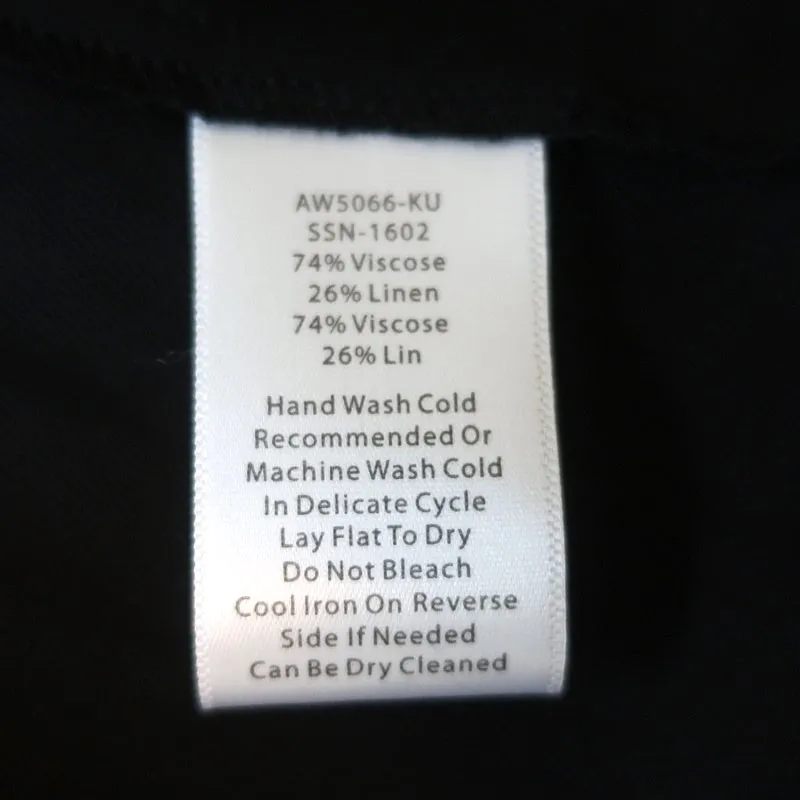 AW5066-KU
SSN-1602
74% Viscose
26% Linen
74% Viscose
26% Lin
Hand Wash Cold
Recommended Or
Machine Wash Cold
In Delicate Cycle
Lay Flat To Dry
Do Not Bleach
Cool Iron On Reverse
Side If Needed
Can Be Dry Cleaned